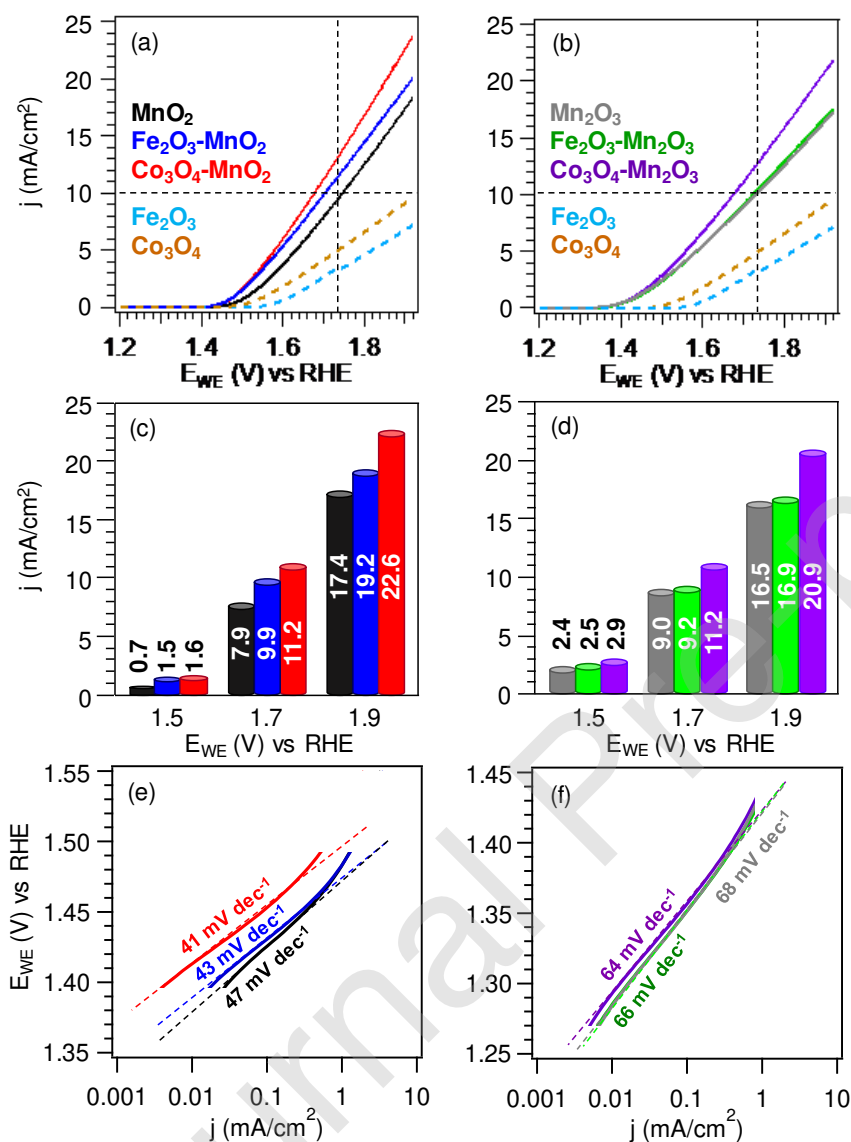 (a)
25
20
15
10
5
0
j (mA/cm²)
MnO₂
Fe₂O₃-MnO₂
Co₃O₄-MnO₂
Fe₂O₃
Co₃O₄
1.2 1.4 1.6 1.8
E_WE (V) vs RHE
(b)
25
20
15
10
5
0
Mn₂O₃
Fe₂O₃-Mn₂O₃
Co₃O₄-Mn₂O₃
Fe₂O₃
Co₃O₄
1.2 1.4 1.6 1.8
E_WE (V) vs RHE
(c)
25
20
15
10
5
0
j (mA/cm²)
0.7 1.5 1.6
7.9 9.9 11.2
17.4 19.2 22.6
1.5 1.7 1.9
E_WE (V) vs RHE
(d)
25
20
15
10
5
0
2.4 2.5 2.9
9.0 9.2 11.2
16.5 16.9 20.9
1.5 1.7 1.9
E_WE (V) vs RHE
(e)
1.55
1.50
1.45
1.40
1.35
E_WE (V) vs RHE
41 mV dec⁻¹
43 mV dec⁻¹
47 mV dec⁻¹
0.001 0.01 0.1 1 10
j (mA/cm²)
(f)
1.45
1.40
1.35
1.30
1.25
64 mV dec⁻¹
66 mV dec⁻¹
68 mV dec⁻¹
0.001 0.01 0.1 1 10
j (mA/cm²)
urnal Pre-p